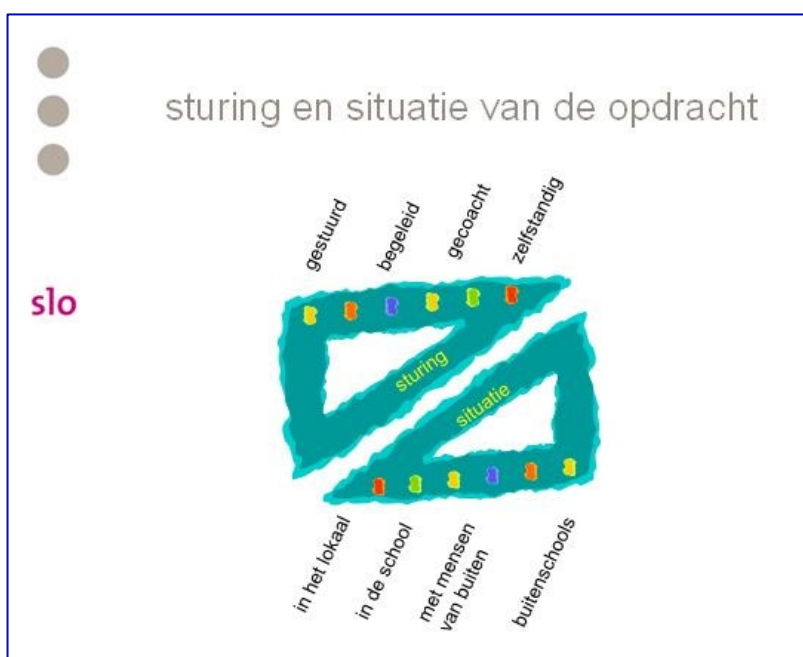 sturing en situatie van de opdracht
gestuurd
begeleid
gecoacht
zelfstandig
slo
sturing
situatie
in het lokaal
in de school
met mensen
van buiten
buitenschools